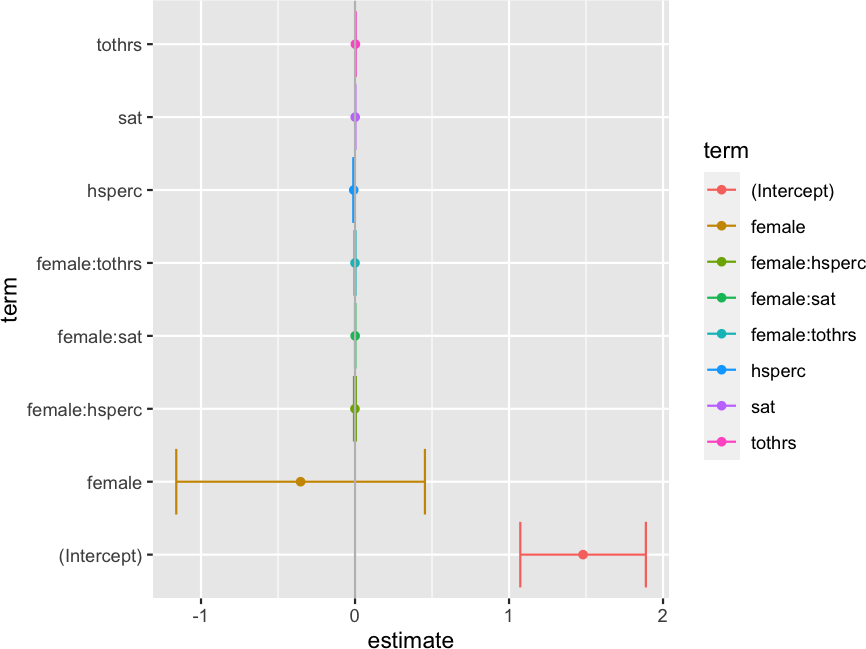 tothrs
sat
hsperc
female:tothrs
female:sat
female:hsperc
female
(Intercept)
term
-1 0 1 2
estimate
term
(Intercept)
female
female:hsperc
female:sat
female:tothrs
hsperc
sat
tothrs